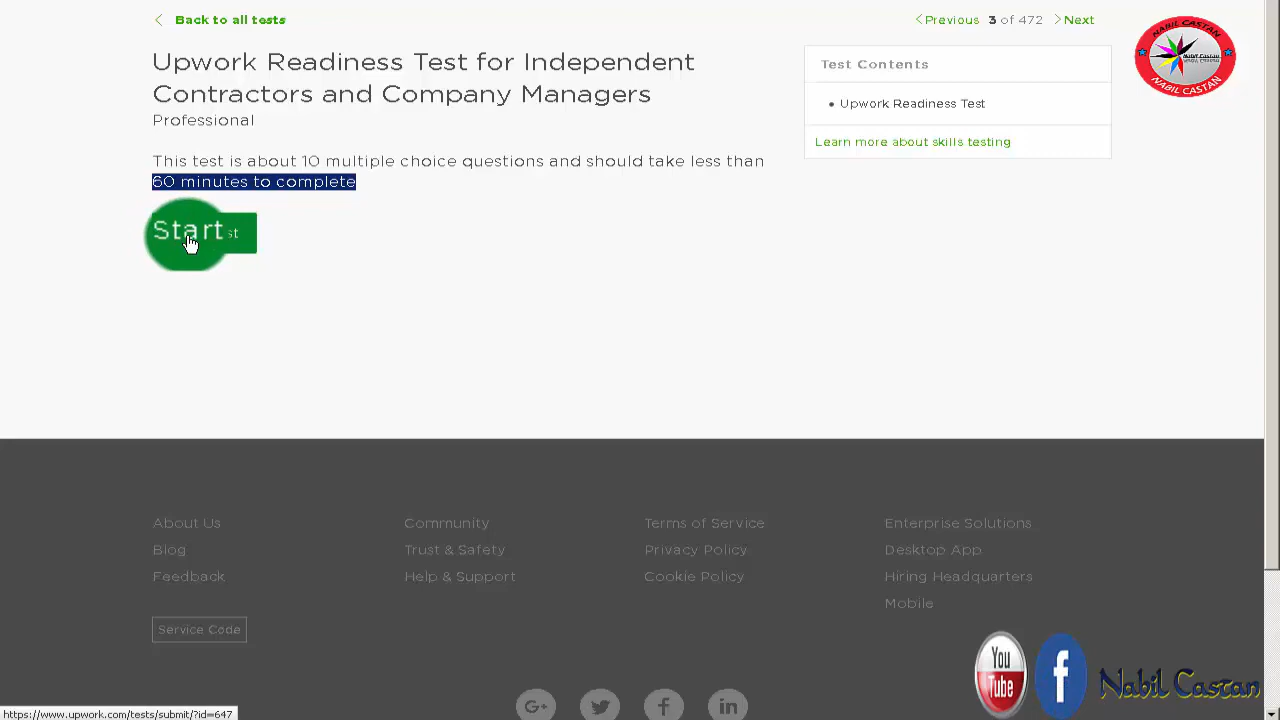 Back to all tests
Previous 3 of 472 Next
Upwork Readiness Test for Independent
Contractors and Company Managers
Professional
This test is about 10 multiple choice questions and should take less than
60 minutes to complete
Start st
Test Contents
• Upwork Readiness Test
Learn more about skills testing
NABIL CASTAN
Nabil Castan
NABIL CASTAN
About Us
Blog
Feedback
Community
Trust & Safety
Help & Support
Terms of Service
Privacy Policy
Cookie Policy
Enterprise Solutions
Desktop App
Hiring Headquarters
Mobile
Service Code
G+
f
in
You
Tube
f
Nabil Castan
https://www.upwork.com/tests/submit/?id=647